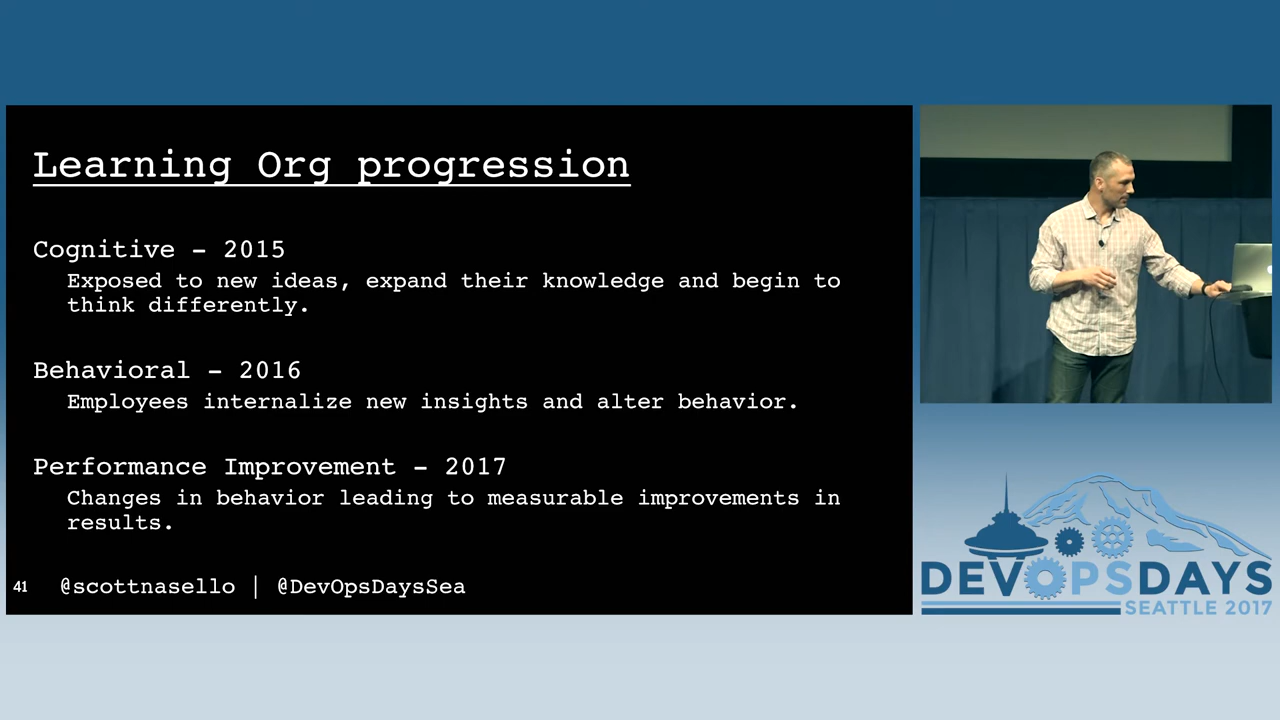 Learning Org progression
Cognitive – 2015
Exposed to new ideas, expand their knowledge and begin to
think differently.
Behavioral – 2016
Employees internalize new insights and alter behavior.
Performance Improvement – 2017
Changes in behavior leading to measurable improvements in
results.
41 @scottnasello | @DevOpsDaysSea
DEVOPSDAYS
SEATTLE 2017